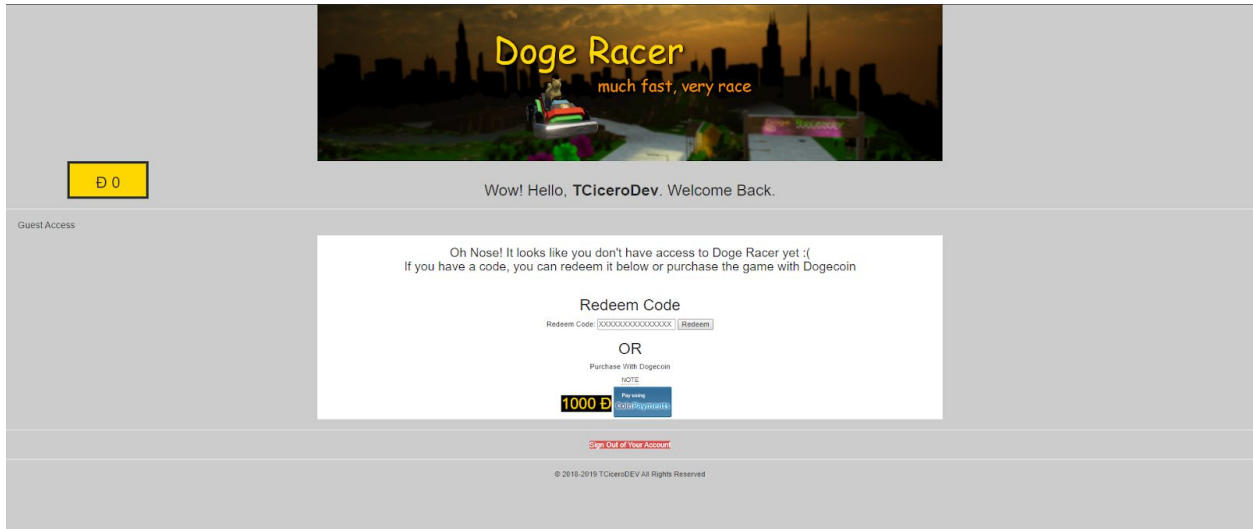 Doge Racer
much fast, very race
Ð 0
Wow! Hello, TCiceroDev. Welcome Back.
Guest Access
Oh Nose! It looks like you don't have access to Doge Racer yet :(
If you have a code, you can redeem it below or purchase the game with Dogecoin
Redeem Code
Redeem Code: XXXXXXXXXXXXXXX Redeem
OR
Purchase With Dogecoin
NOTE
Pay using
1000 Ð CoinPayments
Sign Out of Your Account
© 2018-2019 TCiceroDEV All Rights Reserved